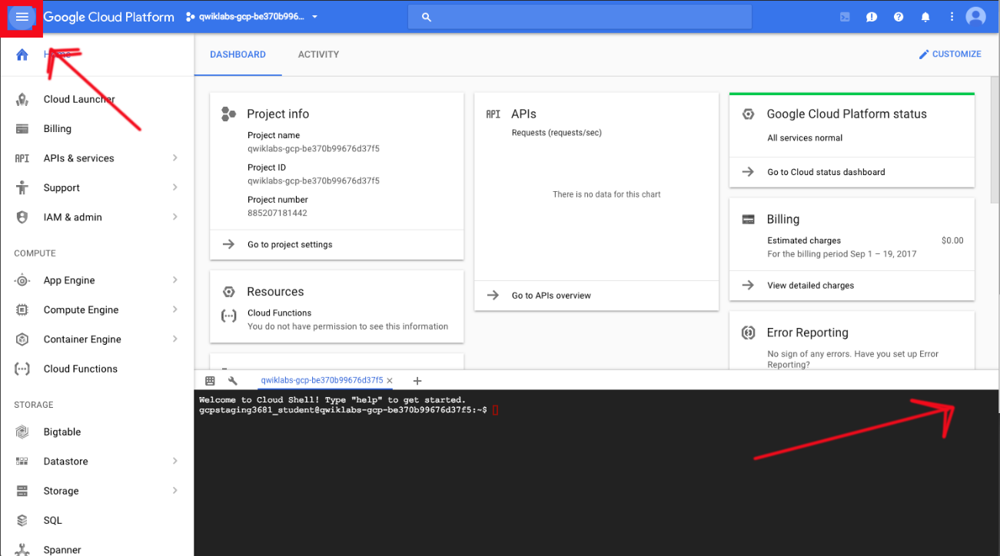 Google Cloud Platform
qwiklabs-gcp-be370b996...
Home
DASHBOARD
ACTIVITY
CUSTOMIZE
Cloud Launcher
Billing
API APIs & services
Support
IAM & admin
COMPUTE
App Engine
Compute Engine
Container Engine
Cloud Functions
STORAGE
Bigtable
Datastore
Storage
SQL
Spanner
Project info
Project name
qwiklabs-gcp-be370b99676d37f5
Project ID
qwiklabs-gcp-be370b99676d37f5
Project number
885207181442
Go to project settings
Resources
Cloud Functions
You do not have permission to see this information
API APIs
Requests (requests/sec)
There is no data for this chart
Go to APIs overview
Google Cloud Platform status
All services normal
Go to Cloud status dashboard
Billing
Estimated charges $0.00
For the billing period Sep 1 – 19, 2017
View detailed charges
Error Reporting
No sign of any errors. Have you set up Error
Reporting?
qwiklabs-gcp-be370b99676d37f5
Welcome to Cloud Shell! Type "help" to get started.
gcpstaging3681_student@qwiklabs-gcp-be370b99676d37f5:~$